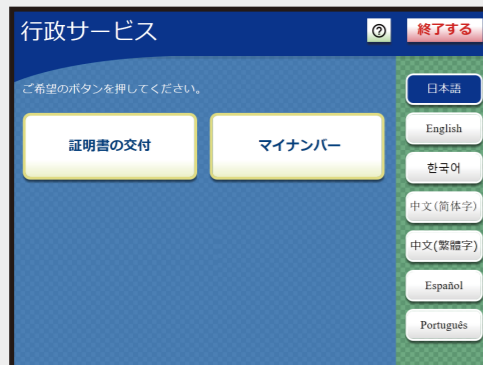 行政サービス
?
終了する
ご希望のボタンを押してください。
証明書の交付
マイナンバー
日本語
English
한국어
中文(简体字)
中文(繁體字)
Español
Português